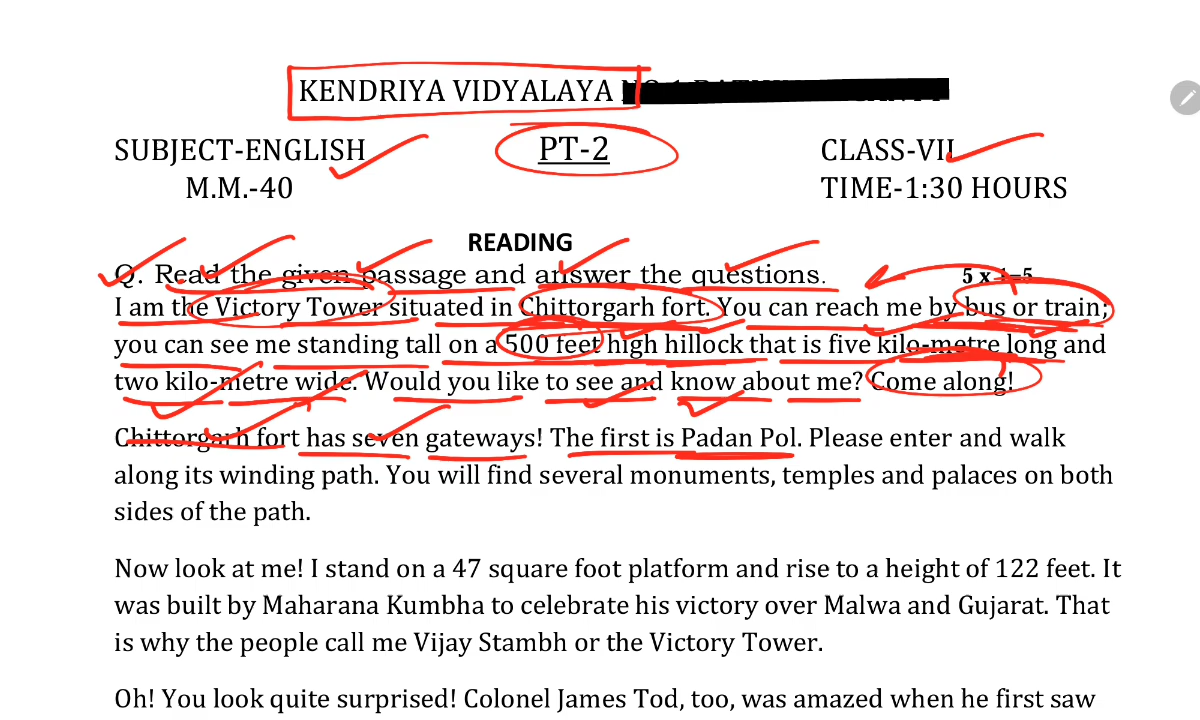 KENDRIYA VIDYALAYA
SUBJECT-ENGLISH PT-2 CLASS-VII
M.M.-40 TIME-1:30 HOURS
READING
Q. Read the given passage and answer the questions. 5 x 1=5
I am the Victory Tower situated in Chittorgarh fort. You can reach me by bus or train;
you can see me standing tall on a 500 feet high hillock that is five kilo-metre long and
two kilo-metre wide. Would you like to see and know about me? Come along!
Chittorgarh fort has seven gateways! The first is Padan Pol. Please enter and walk
along its winding path. You will find several monuments, temples and palaces on both
sides of the path.
Now look at me! I stand on a 47 square foot platform and rise to a height of 122 feet. It
was built by Maharana Kumbha to celebrate his victory over Malwa and Gujarat. That
is why the people call me Vijay Stambh or the Victory Tower.
Oh! You look quite surprised! Colonel James Tod, too, was amazed when he first saw